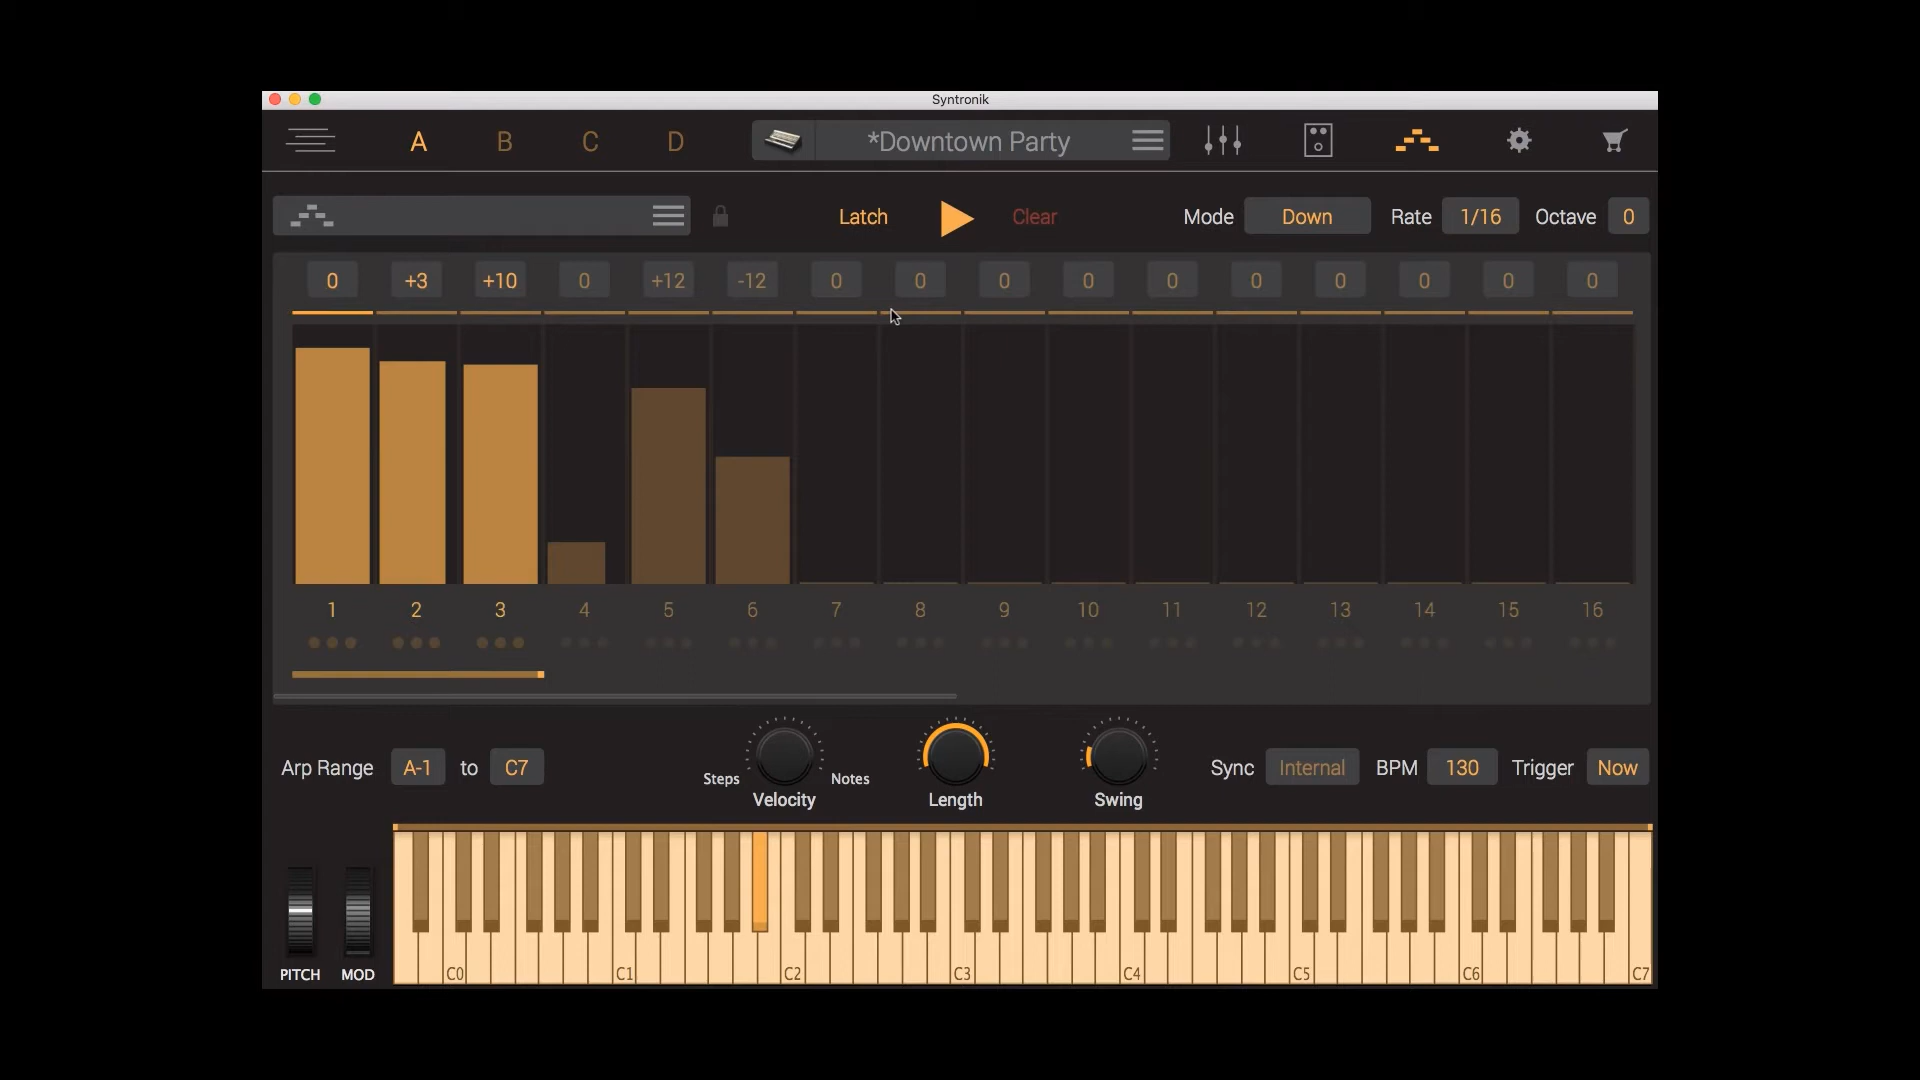 Syntronik
A B C D *Downtown Party
Latch Clear Mode Down Rate 1/16 Octave 0
0 +3 +10 0 +12 -12 0 0 0 0 0 0 0 0 0 0
1 2 3 4 5 6 7 8 9 10 11 12 13 14 15 16
Arp Range A-1 to C7 Steps Notes Sync Internal BPM 130 Trigger Now
Velocity Length Swing
PITCH MOD C0 C1 C2 C3 C4 C5 C6 C7